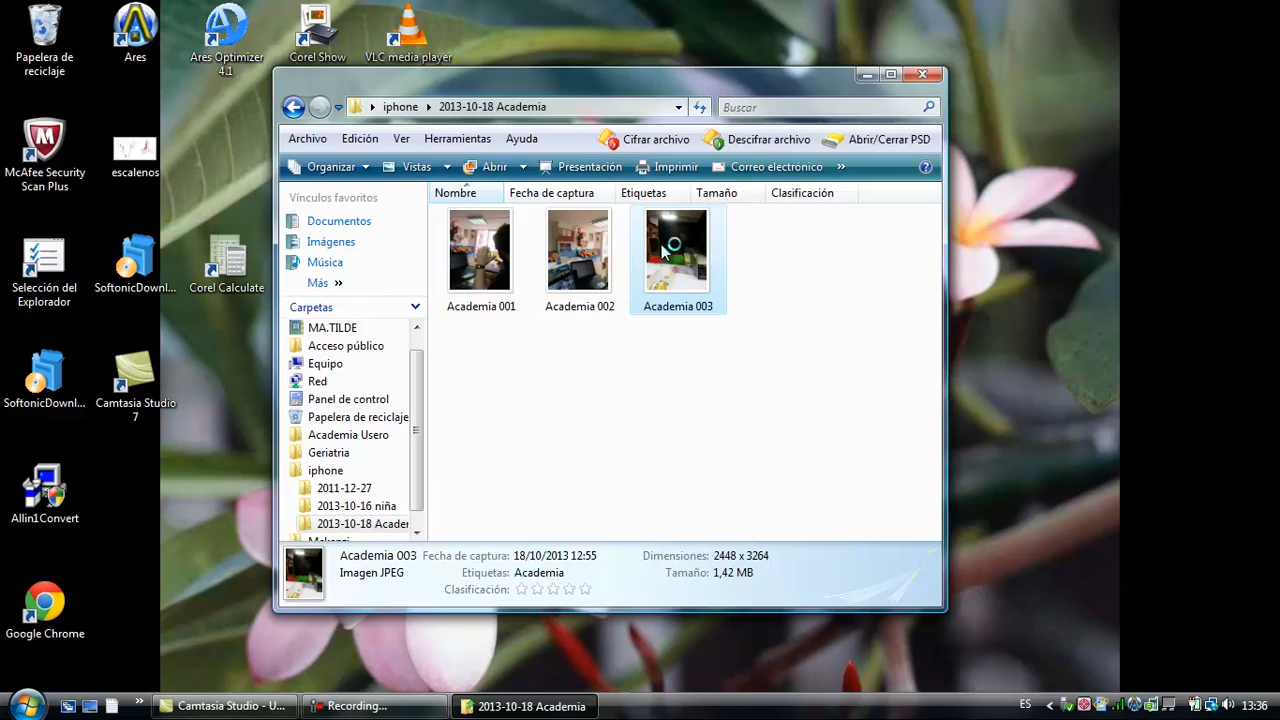 Papelera de
reciclaje
Ares
Ares Optimizer
4.1
Corel Show
VLC media player
McAfee Security
Scan Plus
escalenos
Selección del
Explorador
SoftonicDownl...
Corel Calculate
SoftonicDownl...
Camtasia Studio
7
Allin1Convert
Google Chrome
iphone
2013-10-18 Academia
Buscar
Archivo
Edición
Ver
Herramientas
Ayuda
Cifrar archivo
Descifrar archivo
Abrir/Cerrar PSD
Organizar
Vistas
Abrir
Presentación
Imprimir
Correo electrónico
»
Vínculos favoritos
Documentos
Imágenes
Música
Más »
Carpetas
MA.TILDE
Acceso público
Equipo
Red
Panel de control
Papelera de reciclaje
Academia Usero
Geriatria
iphone
2011-12-27
2013-10-16 niña
2013-10-18 Acader
Nombre
Fecha de captura
Etiquetas
Tamaño
Clasificación
Academia 001
Academia 002
Academia 003
Academia 003
Imagen JPEG
Fecha de captura: 18/10/2013 12:55
Etiquetas: Academia
Clasificación:
Dimensiones: 2448 x 3264
Tamaño: 1,42 MB
Camtasia Studio - U...
Recording...
2013-10-18 Academia
ES
13:36